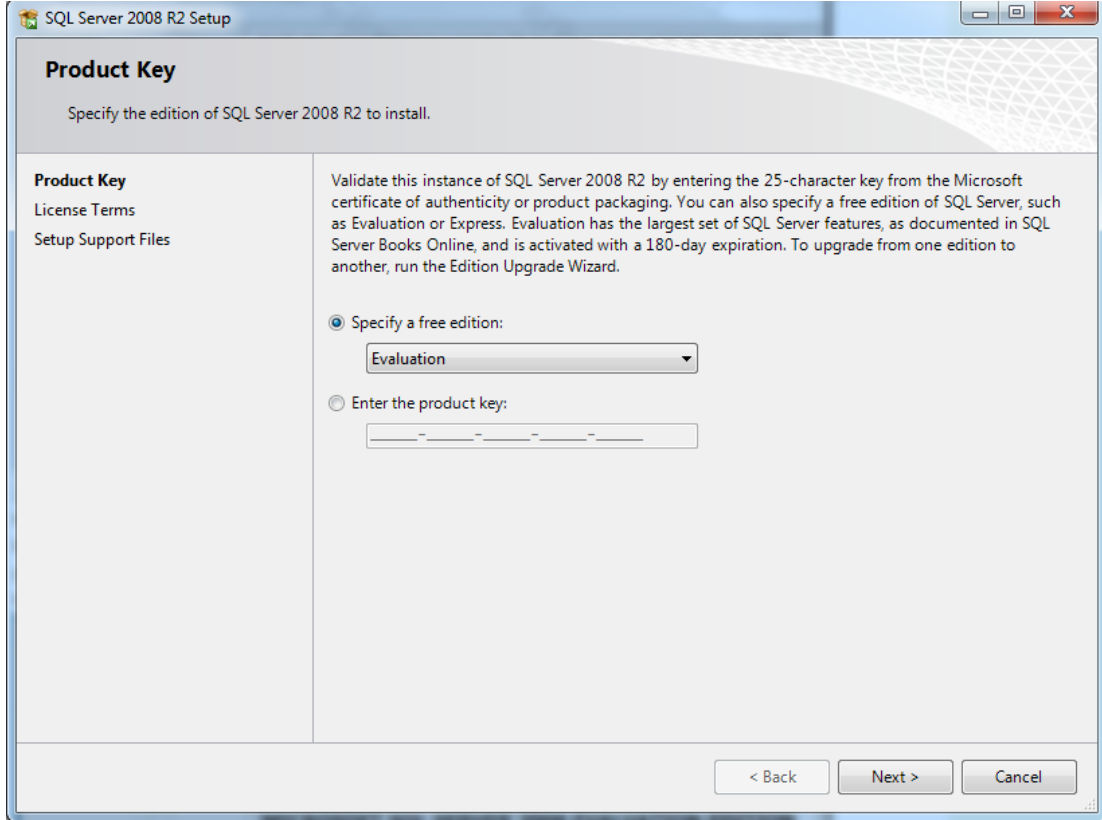 SQL Server 2008 R2 Setup
Product Key
Specify the edition of SQL Server 2008 R2 to install.
Product Key
License Terms
Setup Support Files
Validate this instance of SQL Server 2008 R2 by entering the 25-character key from the Microsoft
certificate of authenticity or product packaging. You can also specify a free edition of SQL Server, such
as Evaluation or Express. Evaluation has the largest set of SQL Server features, as documented in SQL
Server Books Online, and is activated with a 180-day expiration. To upgrade from one edition to
another, run the Edition Upgrade Wizard.
Specify a free edition:
Evaluation
Enter the product key:
_____-_____-_____-_____-_____
< Back
Next >
Cancel